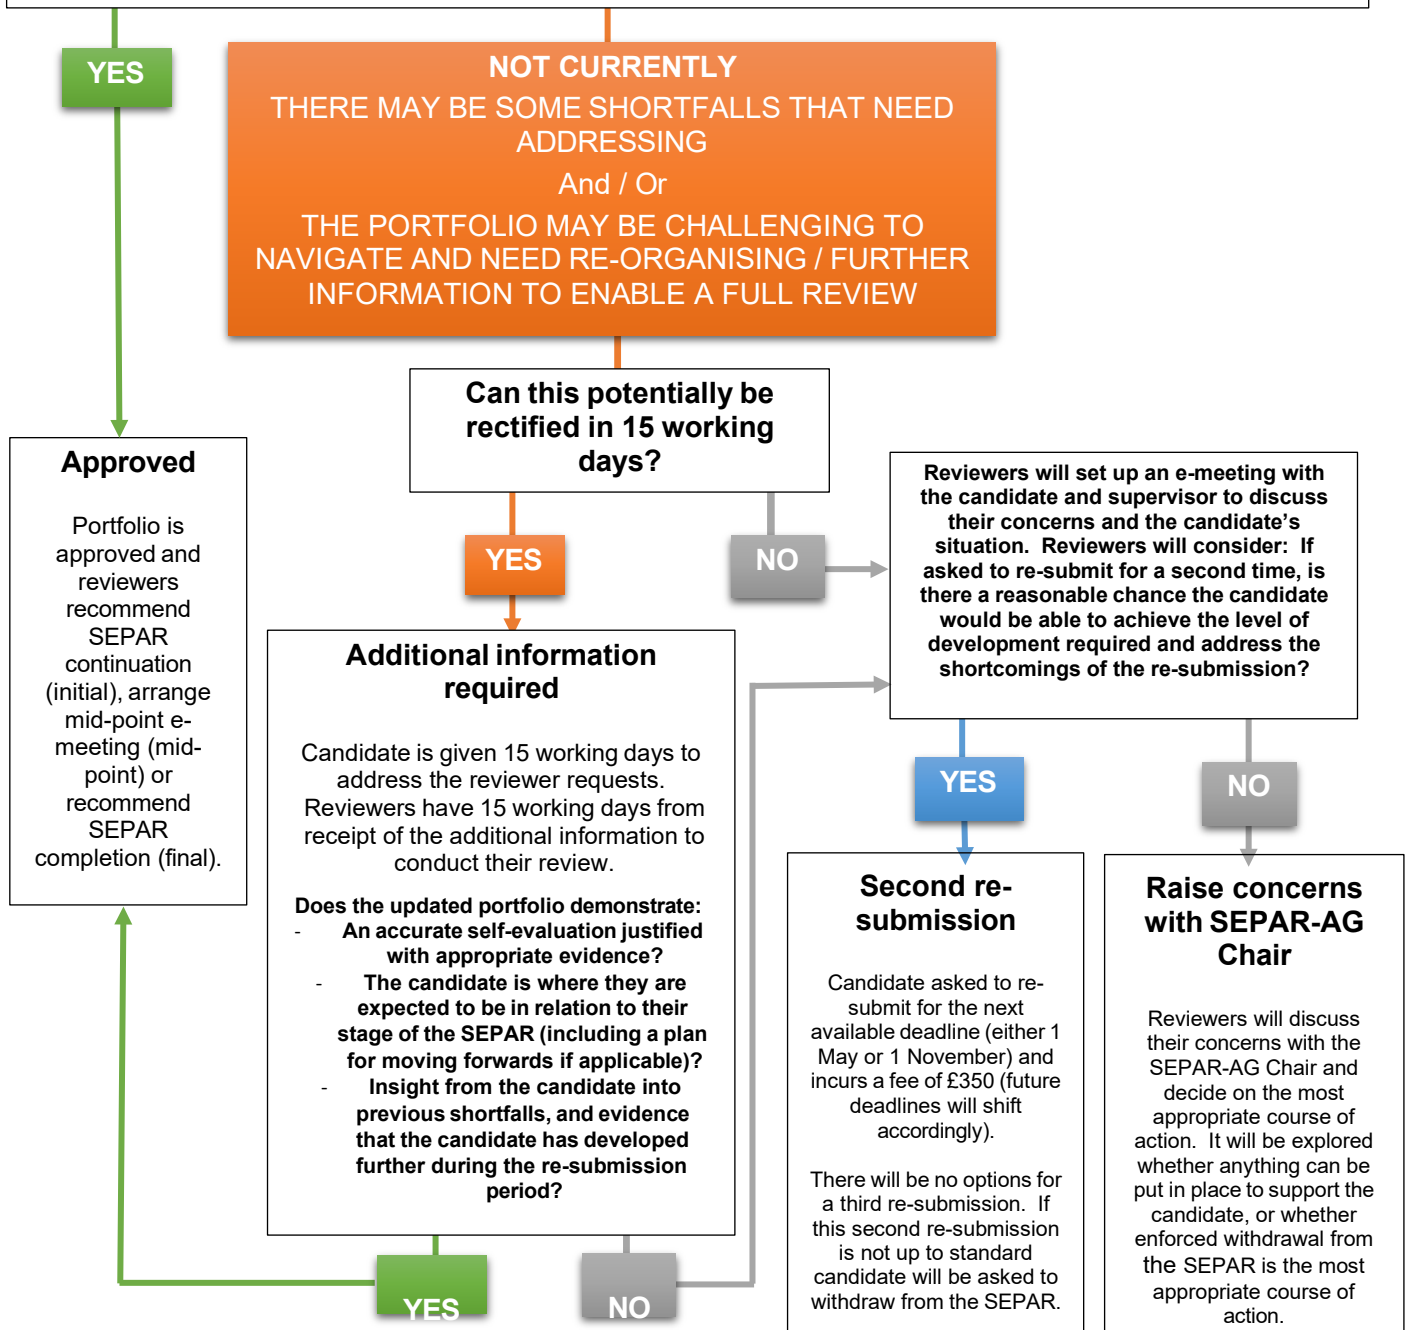 YES
NOT CURRENTLY
THERE MAY BE SOME SHORTFALLS THAT NEED
ADDRESSING
And / Or
THE PORTFOLIO MAY BE CHALLENGING TO
NAVIGATE AND NEED RE-ORGANISING / FURTHER
INFORMATION TO ENABLE A FULL REVIEW
Can this potentially be
rectified in 15 working
days?
Approved
Portfolio is
approved and
reviewers
recommend
SEPAR
continuation
(initial), arrange
mid-point e-
meeting (mid-
point) or
recommend
SEPAR
completion (final).
YES
NO
Reviewers will set up an e-meeting with
the candidate and supervisor to discuss
their concerns and the candidate's
situation. Reviewers will consider: If
asked to re-submit for a second time, is
there a reasonable chance the candidate
would be able to achieve the level of
development required and address the
shortcomings of the re-submission?
Additional information
required
Candidate is given 15 working days to
address the reviewer requests.
Reviewers have 15 working days from
receipt of the additional information to
conduct their review.
Does the updated portfolio demonstrate:
- An accurate self-evaluation justified
with appropriate evidence?
- The candidate is where they are
expected to be in relation to their
stage of the SEPAR (including a plan
for moving forwards if applicable)?
- Insight from the candidate into
previous shortfalls, and evidence
that the candidate has developed
further during the re-submission
period?
YES
NO
YES
NO
Second re-
submission
Candidate asked to re-
submit for the next
available deadline (either 1
May or 1 November) and
incurs a fee of £350 (future
deadlines will shift
accordingly).
There will be no options for
a third re-submission. If
this second re-submission
is not up to standard
candidate will be asked to
withdraw from the SEPAR.
Raise concerns
with SEPAR-AG
Chair
Reviewers will discuss
their concerns with the
SEPAR-AG Chair and
decide on the most
appropriate course of
action. It will be explored
whether anything can be
put in place to support the
candidate, or whether
enforced withdrawal from
the SEPAR is the most
appropriate course of
action.